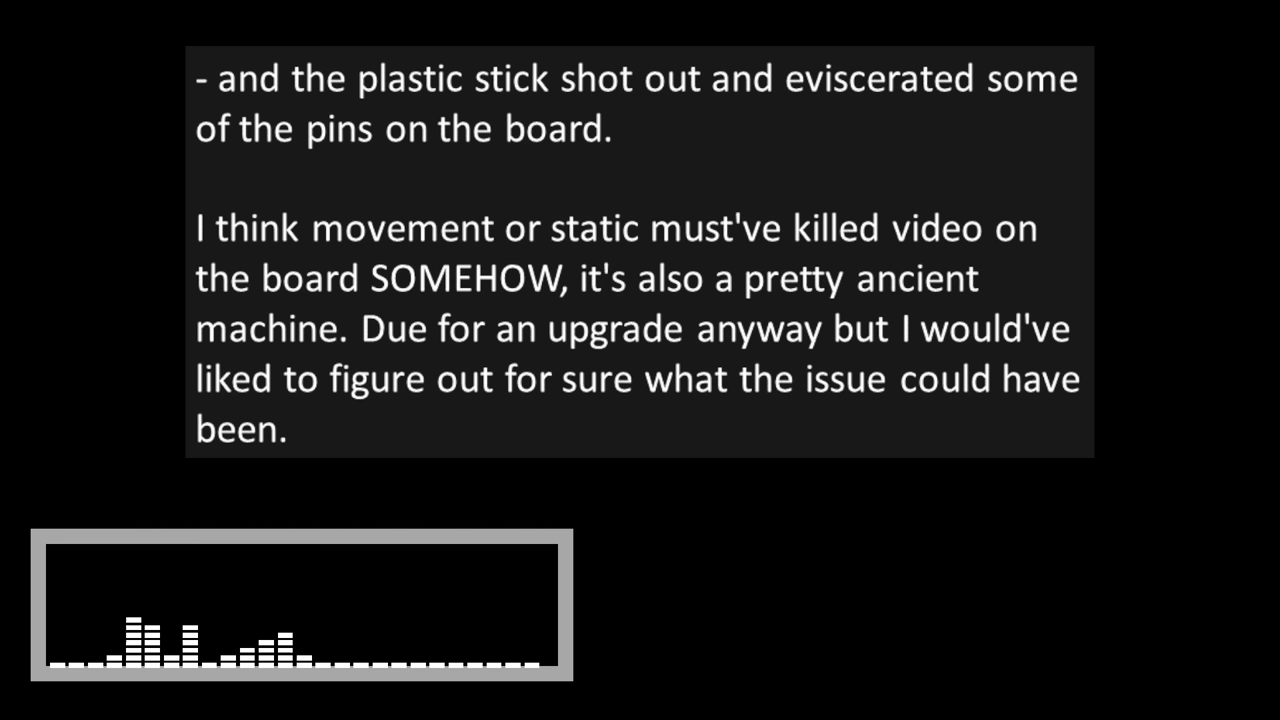 - and the plastic stick shot out and eviscerated some
of the pins on the board.
I think movement or static must've killed video on
the board SOMEHOW, it's also a pretty ancient
machine. Due for an upgrade anyway but I would've
liked to figure out for sure what the issue could have
been.